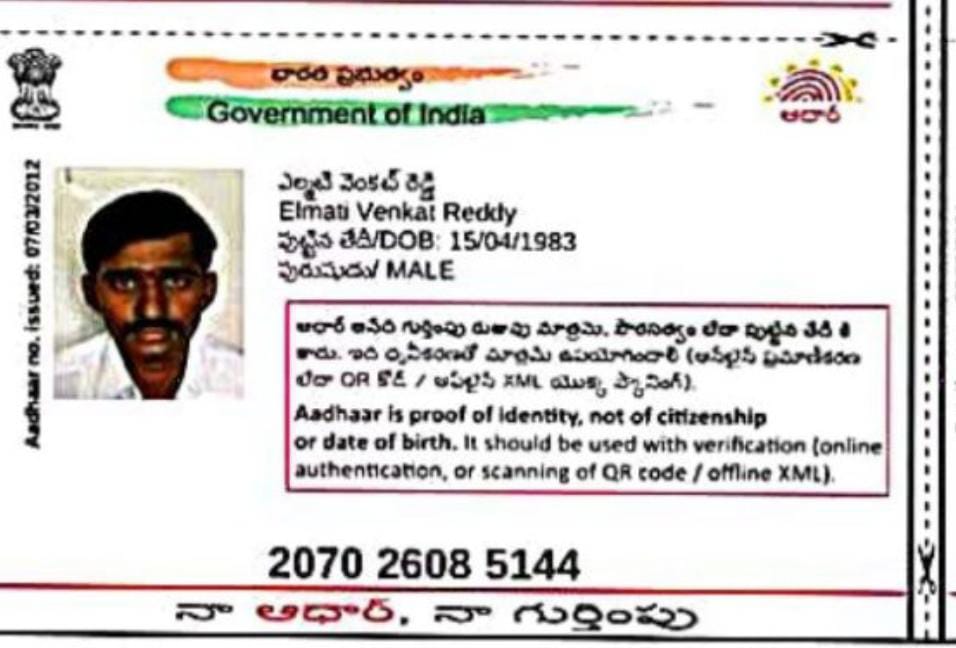 భారత ప్రభుత్వం
Government of India
ఆధార్
Aadhaar no. issued: 07/03/2012
ఎల్మటి వెంకట్ రెడ్డి
Elmati Venkat Reddy
పుట్టిన తేదీ/DOB: 15/04/1983
పురుషుడు/ MALE
ఆధార్ అనేది గుర్తింపు రుజువు మాత్రమే, పౌరసత్వం లేదా పుట్టిన తేదీ కి
కాదు. ఇది ధృవీకరణతో మాత్రమే ఉపయోగించాలి (ఆన్‌లైన్ ప్రమాణీకరణ
లేదా QR కోడ్ / ఆఫ్‌లైన్ XML యొక్క స్కానింగ్).
Aadhaar is proof of identity, not of citizenship
or date of birth. It should be used with verification (online
authentication, or scanning of QR code / offline XML).
2070 2608 5144
నా ఆధార్, నా గుర్తింపు